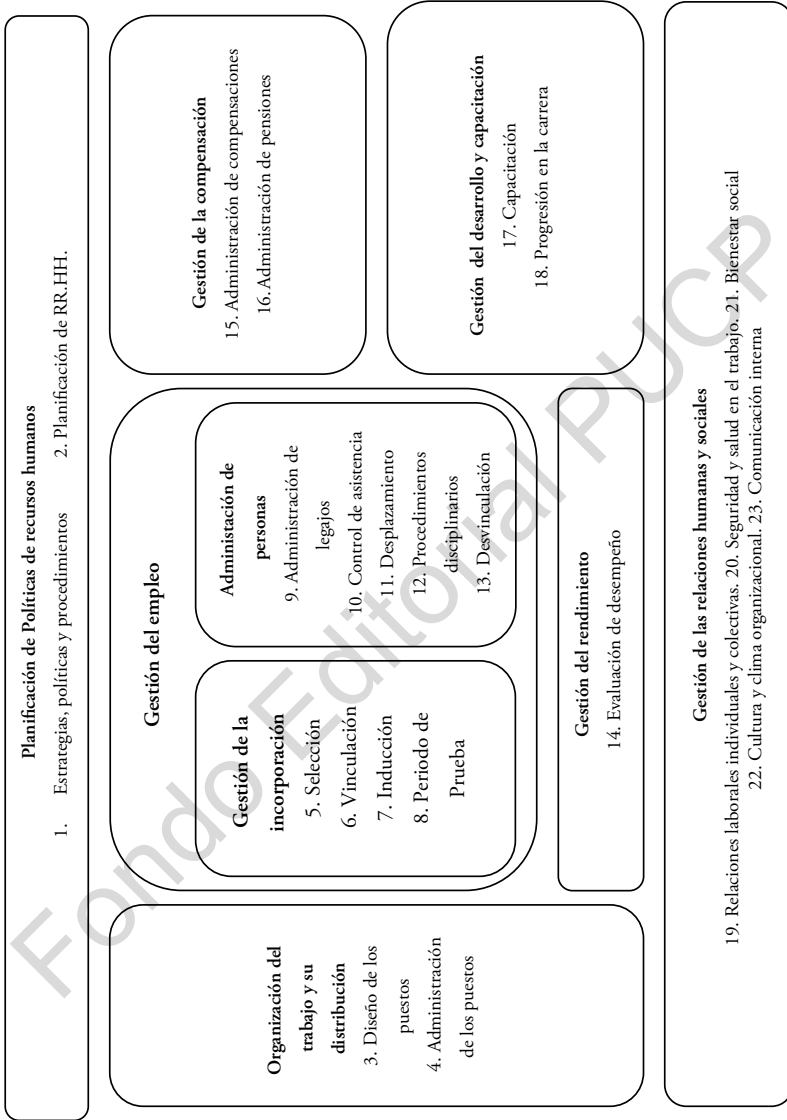 Planificación de Políticas de recursos humanos
1. Estrategias, políticas y procedimientos 2. Planificación de RR.HH.
Organización del
trabajo y su
distribución
3. Diseño de los
puestos
4. Administración
de los puestos
Gestión del empleo
Gestión de la
incorporación
5. Selección
6. Vinculación
7. Inducción
8. Periodo de
Prueba
Administación de
personas
9. Administración de
legajos
10. Control de asistencia
11. Desplazamiento
12. Procedimientos
disciplinarios
13. Desvinculación
Gestión del rendimiento
14. Evaluación de desempeño
Gestión de la compensación
15. Administración de compensaciones
16.Administración de pensiones
Gestión del desarrollo y capacitación
17. Capacitación
18. Progresión en la carrera
Gestión de las relaciones humanas y sociales
19. Relaciones laborales individuales y colectivas. 20. Seguridad y salud en el trabajo. 21. Bienestar social
22. Cultura y clima organizacional. 23. Comunicación interna
Fondo Editorial PUCP